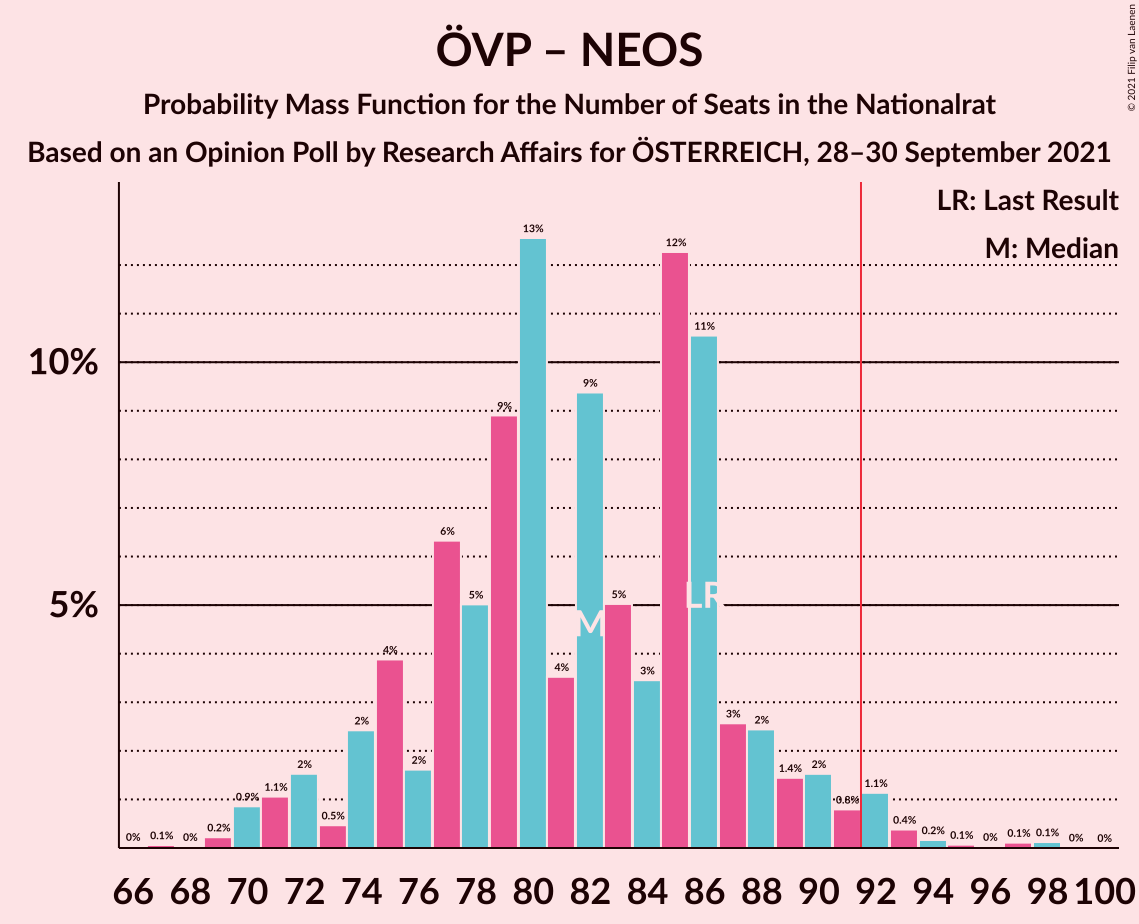 ÖVP – NEOS
Probability Mass Function for the Number of Seats in the Nationalrat
Based on an Opinion Poll by Research Affairs for ÖSTERREICH, 28–30 September 2021
© 2021 Filip van Laenen
LR: Last Result
M: Median
10%
5%
0% 0.1% 0% 0.2% 0.9% 1.1% 2% 0.5% 2% 4% 2% 6% 5% 9% 13% 4% 9% 5% 3% 12% 11% 3% 2% 1.4% 2% 0.8% 1.1% 0.4% 0.2% 0.1% 0% 0.1% 0.1% 0% 0%
M LR
66 68 70 72 74 76 78 80 82 84 86 88 90 92 94 96 98 100